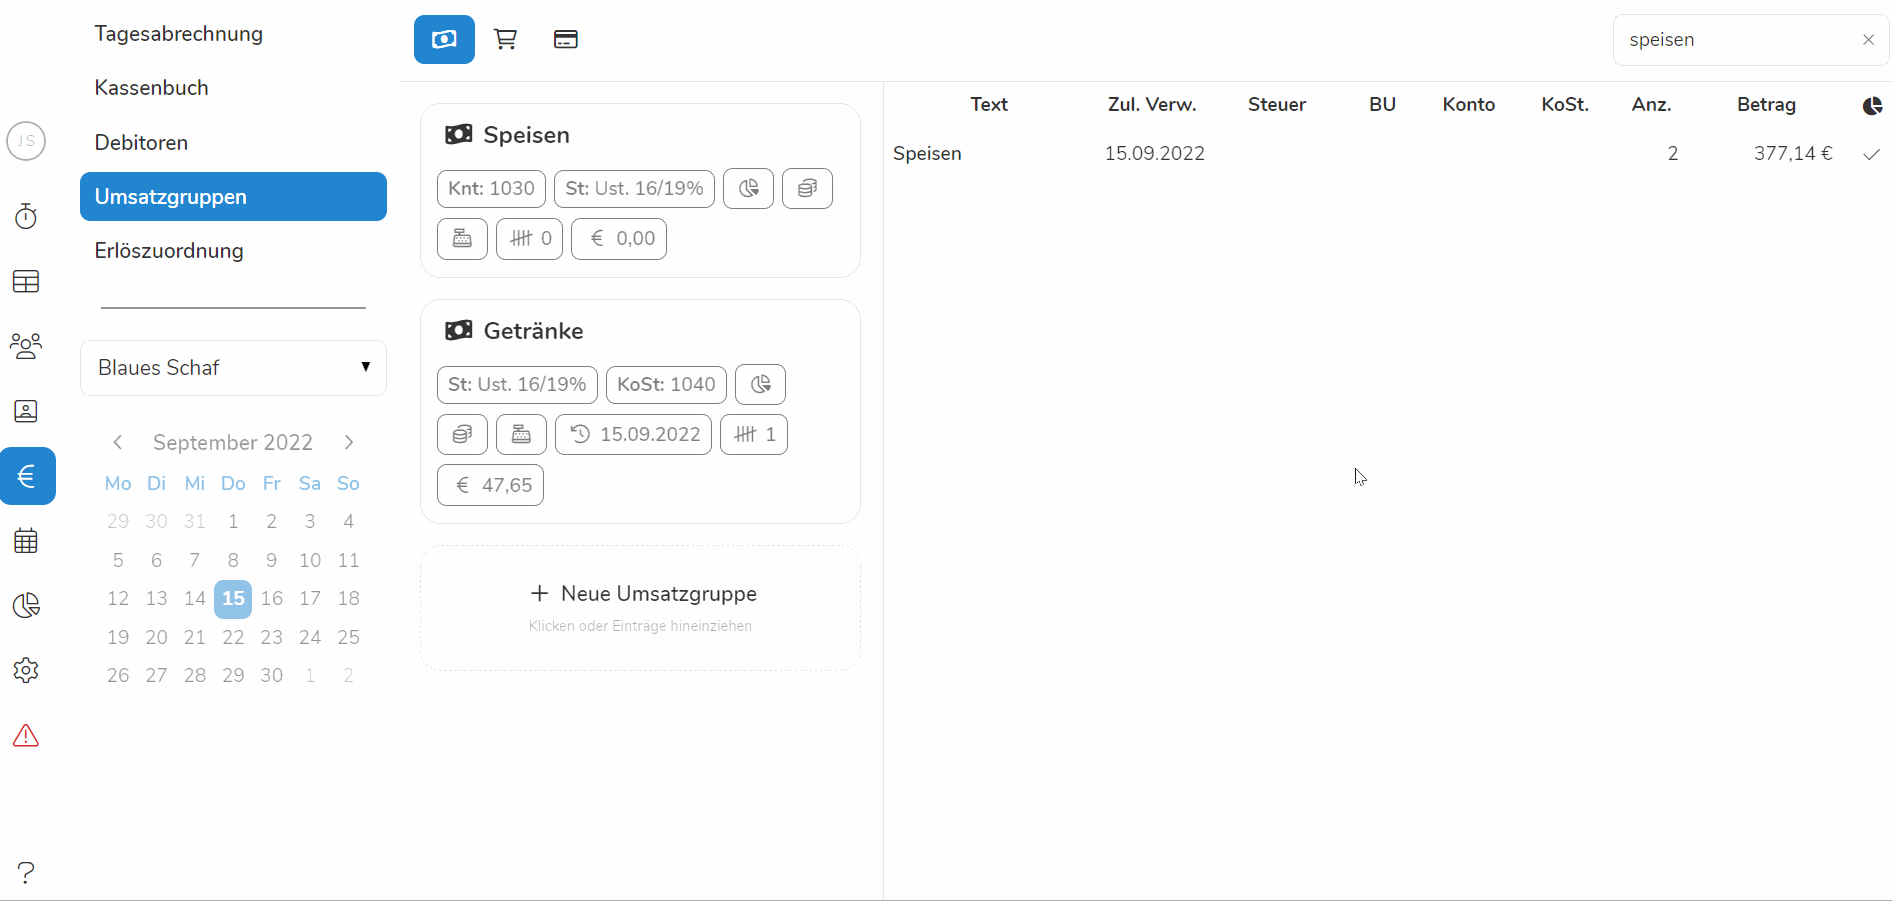 JS
Tagesabrechnung
Kassenbuch
Debitoren
Umsatzgruppen
Erlöszuordnung
Blaues Schaf
September 2022
Mo Di Mi Do Fr Sa So
29 30 31 1 2 3 4
5 6 7 8 9 10 11
12 13 14 15 16 17 18
19 20 21 22 23 24 25
26 27 28 29 30 1 2
€
?
Speisen
Knt: 1030 St: Ust. 16/19%
0 € 0,00
Getränke
St: Ust. 16/19% KoSt: 1040
15.09.2022 1
€ 47,65
+ Neue Umsatzgruppe
Klicken oder Einträge hineinziehen
speisen ×
Text Zul. Verw. Steuer BU Konto KoSt. Anz. Betrag
Speisen 15.09.2022 2 377,14 €